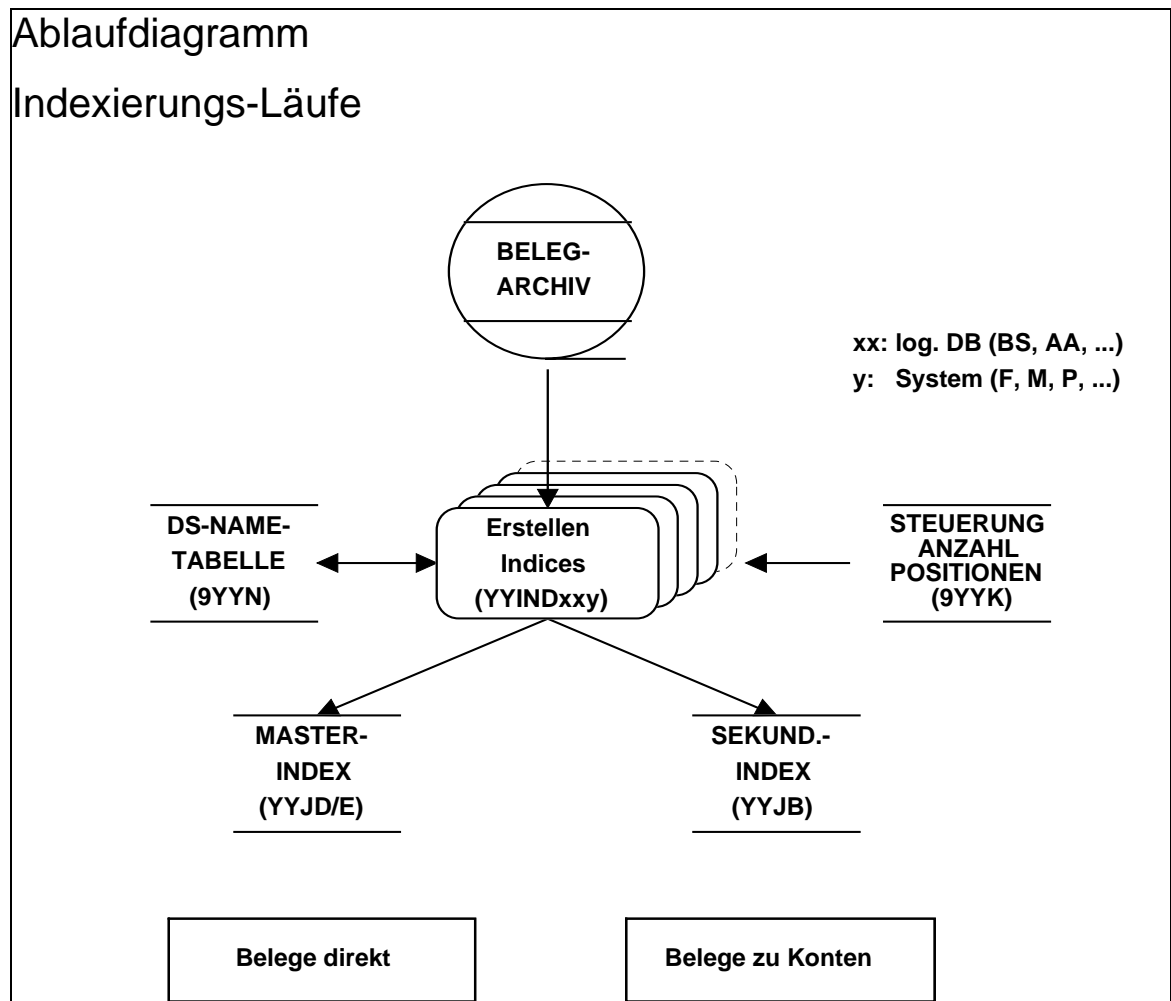 Ablaufdiagramm
Indexierungs-Läufe
BELEG-
ARCHIV
xx: log. DB (BS, AA, ...)
y: System (F, M, P, ...)
DS-NAME-
TABELLE
(9YYN)
Erstellen
Indices
(YYINDxxy)
STEUERUNG
ANZAHL
POSITIONEN
(9YYK)
MASTER-
INDEX
(YYJD/E)
SEKUND.-
INDEX
(YYJB)
Belege direkt
Belege zu Konten